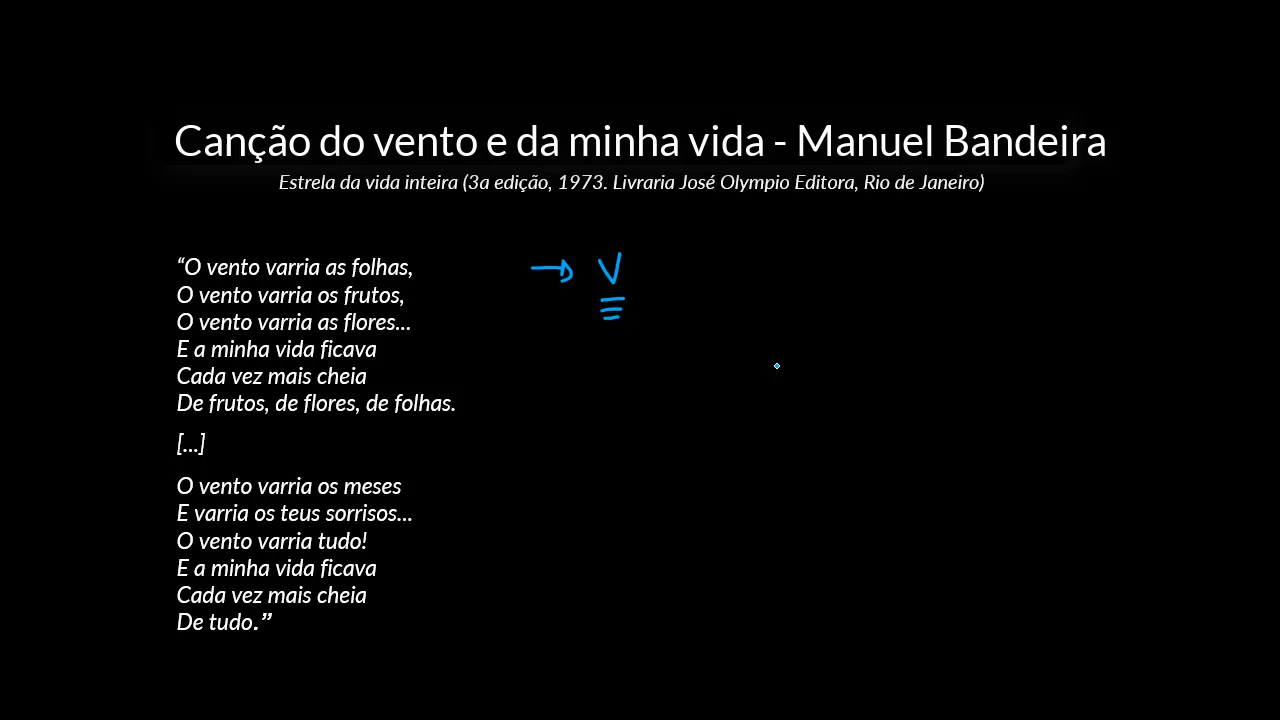 Canção do vento e da minha vida - Manuel Bandeira
Estrela da vida inteira (3a edição, 1973. Livraria José Olympio Editora, Rio de Janeiro)
“O vento varria as folhas,
→ V
O vento varria os frutos,
O vento varria as flores...
E a minha vida ficava
Cada vez mais cheia
De frutos, de flores, de folhas.
[...]
O vento varria os meses
E varria os teus sorrisos...
O vento varria tudo!
E a minha vida ficava
Cada vez mais cheia
De tudo.”